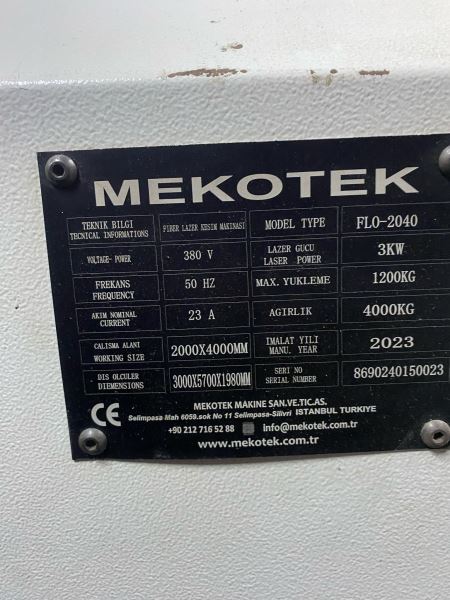 MEKOTEK
TEKNIK BILGI
TECNICAL INFORMATIONS
FIBER LAZER KESIM MAKINASI
MODEL TYPE
FLO-2040
VOLTAGE- POWER
380 V
LAZER GUCU
LASER POWER
3KW
FREKANS
FREQUENCY
50 HZ
MAX. YUKLEME
1200KG
AKIM NOMINAL
CURRENT
23 A
AGIRLIK
4000KG
CALISMA ALANI
WORKING SIZE
2000X4000MM
IMALAT YILI
MANU. YEAR
2023
DIS OLCULER
DIEMENSIONS
3000X5700X1980MM
SERI NO
SERIAL NUMBER
8690240150023
CE
MEKOTEK MAKINE SAN.VE.TIC.AS.
Selimpasa Mah 6059.sok No 11 Selimpasa-Silivri ISTANBUL TURKIYE
+90 212 716 52 88 info@mekotek.com.tr
www.mekotek.com.tr